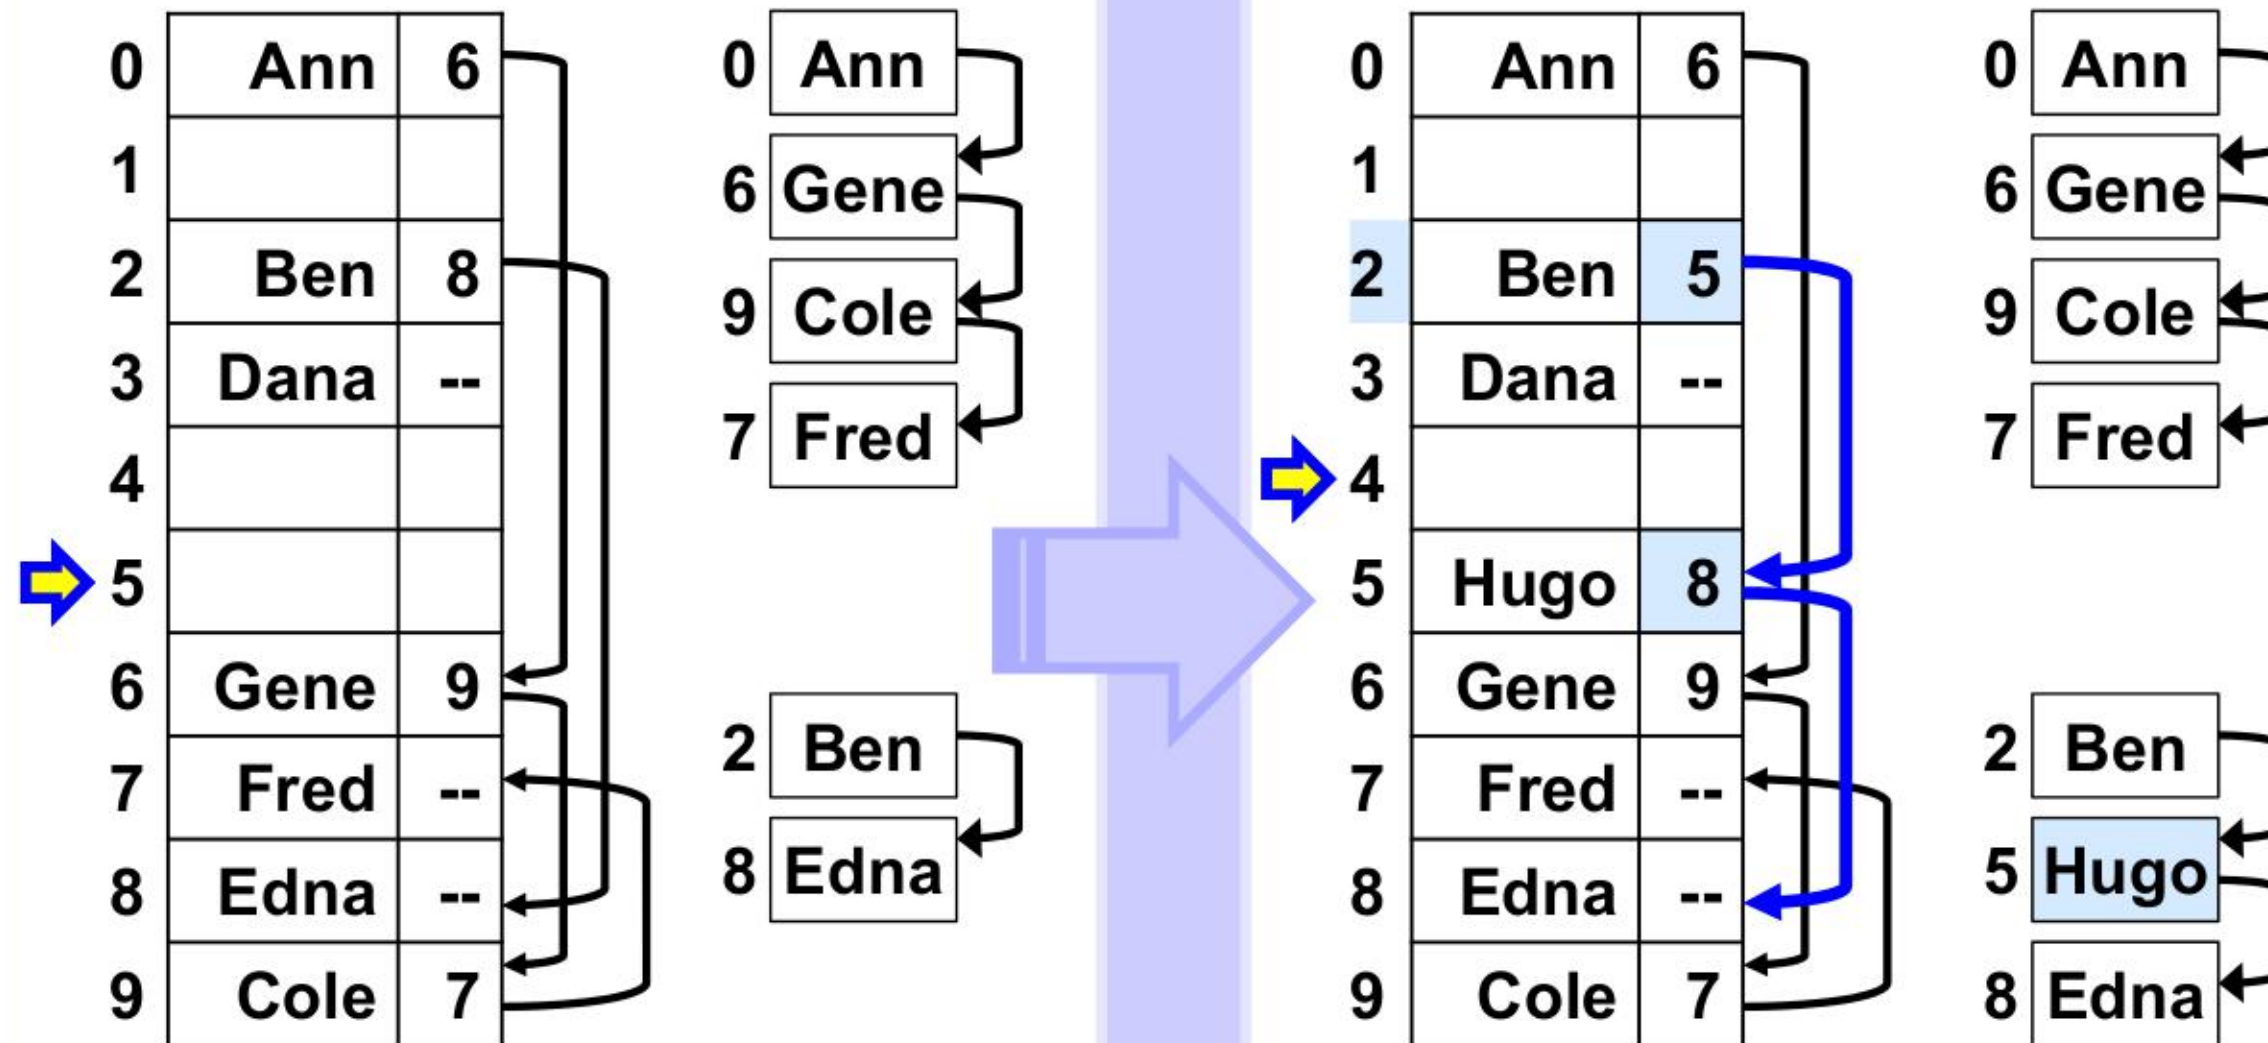 0 Ann 6
1
2 Ben 8
3 Dana --
4
5
6 Gene 9
7 Fred --
8 Edna --
9 Cole 7
0 Ann
6 Gene
9 Cole
7 Fred
2 Ben
8 Edna
0 Ann 6
1
2 Ben 5
3 Dana --
4
5 Hugo 8
6 Gene 9
7 Fred --
8 Edna --
9 Cole 7
0 Ann
6 Gene
9 Cole
7 Fred
2 Ben
5 Hugo
8 Edna